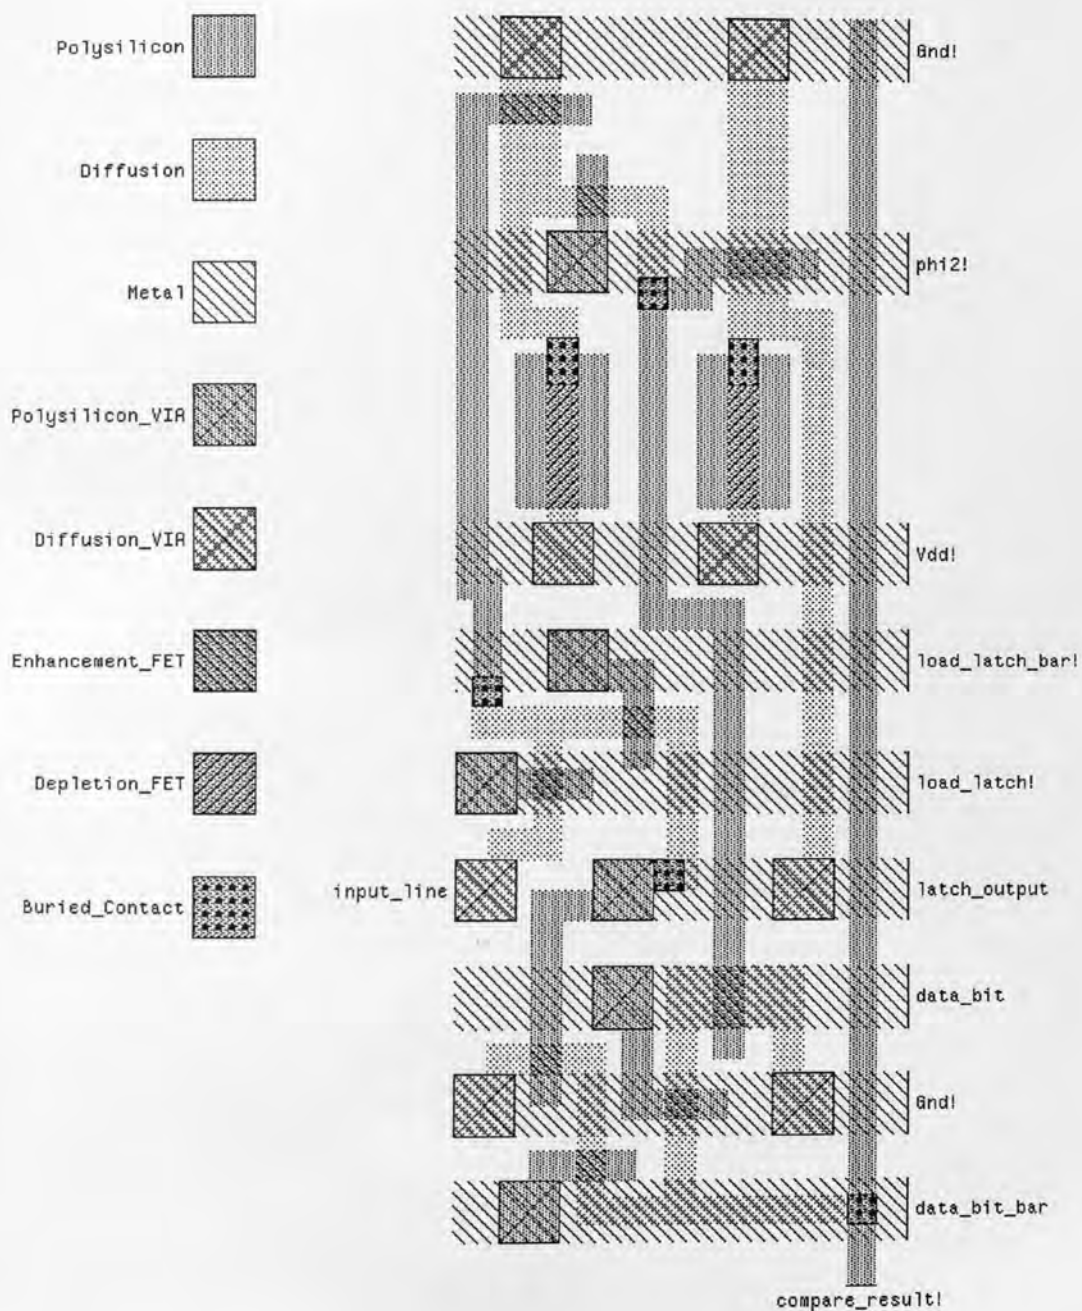 Polysilicon
Diffusion
Metal
Polysilicon_VIA
Diffusion_VIA
Enhancement_FET
Depletion_FET
Buried_Contact
Gnd!
phi2!
Vdd!
load_latch_bar!
load_latch!
input_line
latch_output
data_bit
Gnd!
data_bit_bar
compare_result!